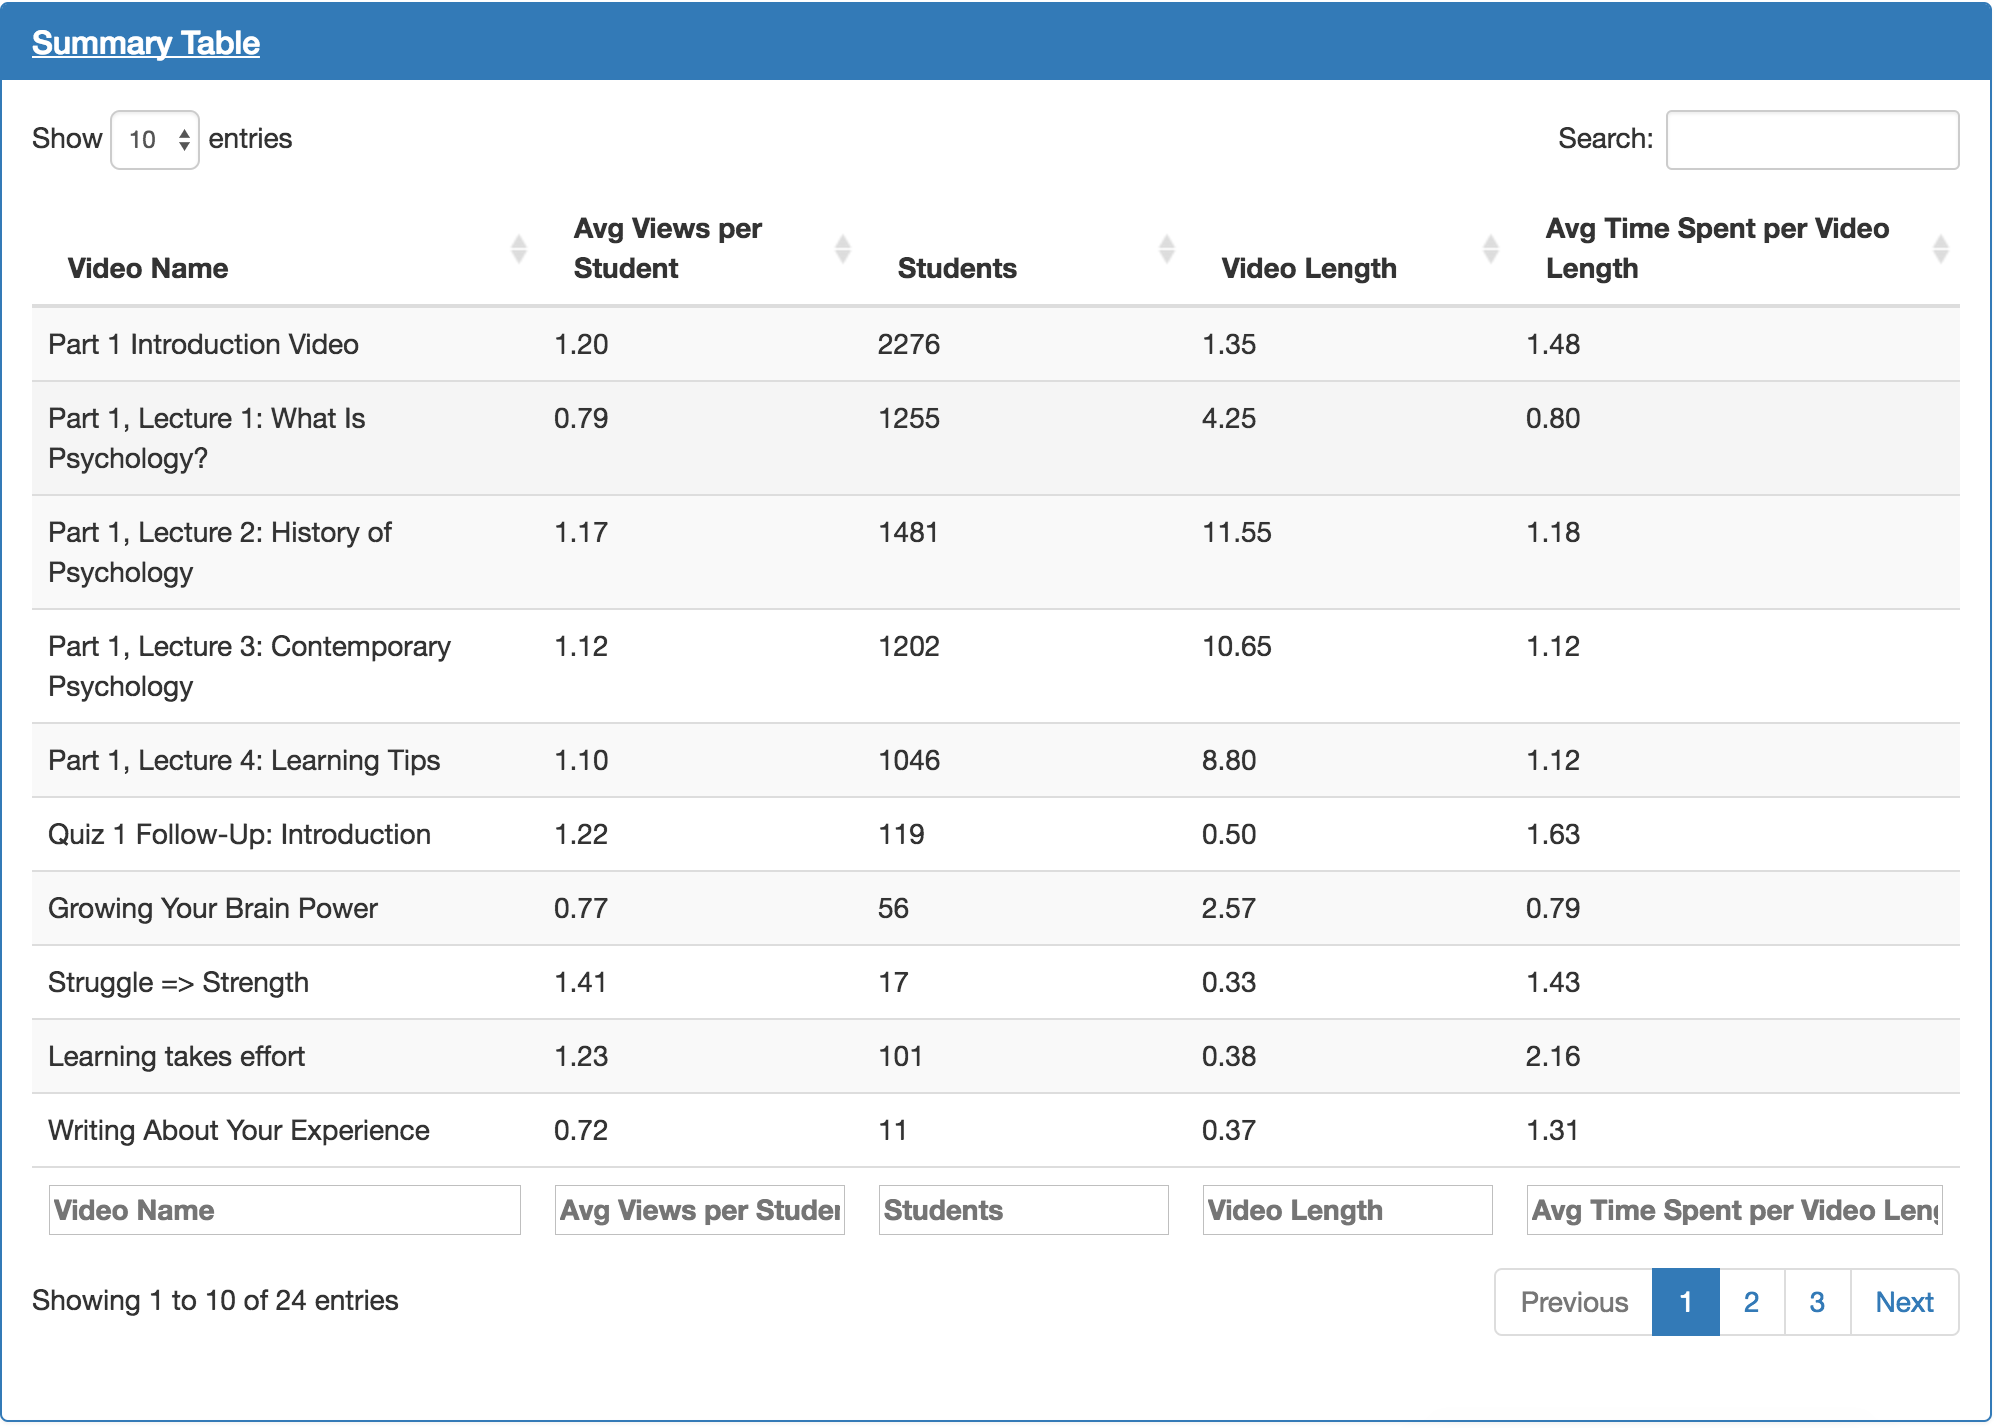 Summary Table
Show 10 entries
Search:
Video Name
Avg Views per
Student
Students
Video Length
Avg Time Spent per Video
Length
Part 1 Introduction Video 1.20 2276 1.35 1.48
Part 1, Lecture 1: What Is 0.79 1255 4.25 0.80
Psychology?
Part 1, Lecture 2: History of 1.17 1481 11.55 1.18
Psychology
Part 1, Lecture 3: Contemporary 1.12 1202 10.65 1.12
Psychology
Part 1, Lecture 4: Learning Tips 1.10 1046 8.80 1.12
Quiz 1 Follow-Up: Introduction 1.22 119 0.50 1.63
Growing Your Brain Power 0.77 56 2.57 0.79
Struggle => Strength 1.41 17 0.33 1.43
Learning takes effort 1.23 101 0.38 2.16
Writing About Your Experience 0.72 11 0.37 1.31
Video Name Avg Views per Studen Students Video Length Avg Time Spent per Video Leng
Showing 1 to 10 of 24 entries
Previous 1 2 3 Next